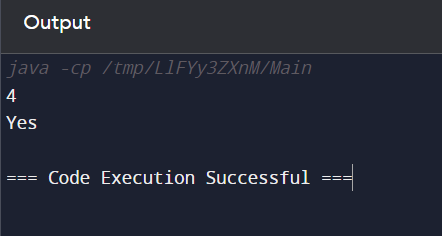 Output
java -cp /tmp/LlFYy3ZXnM/Main
4
Yes
=== Code Execution Successful ===